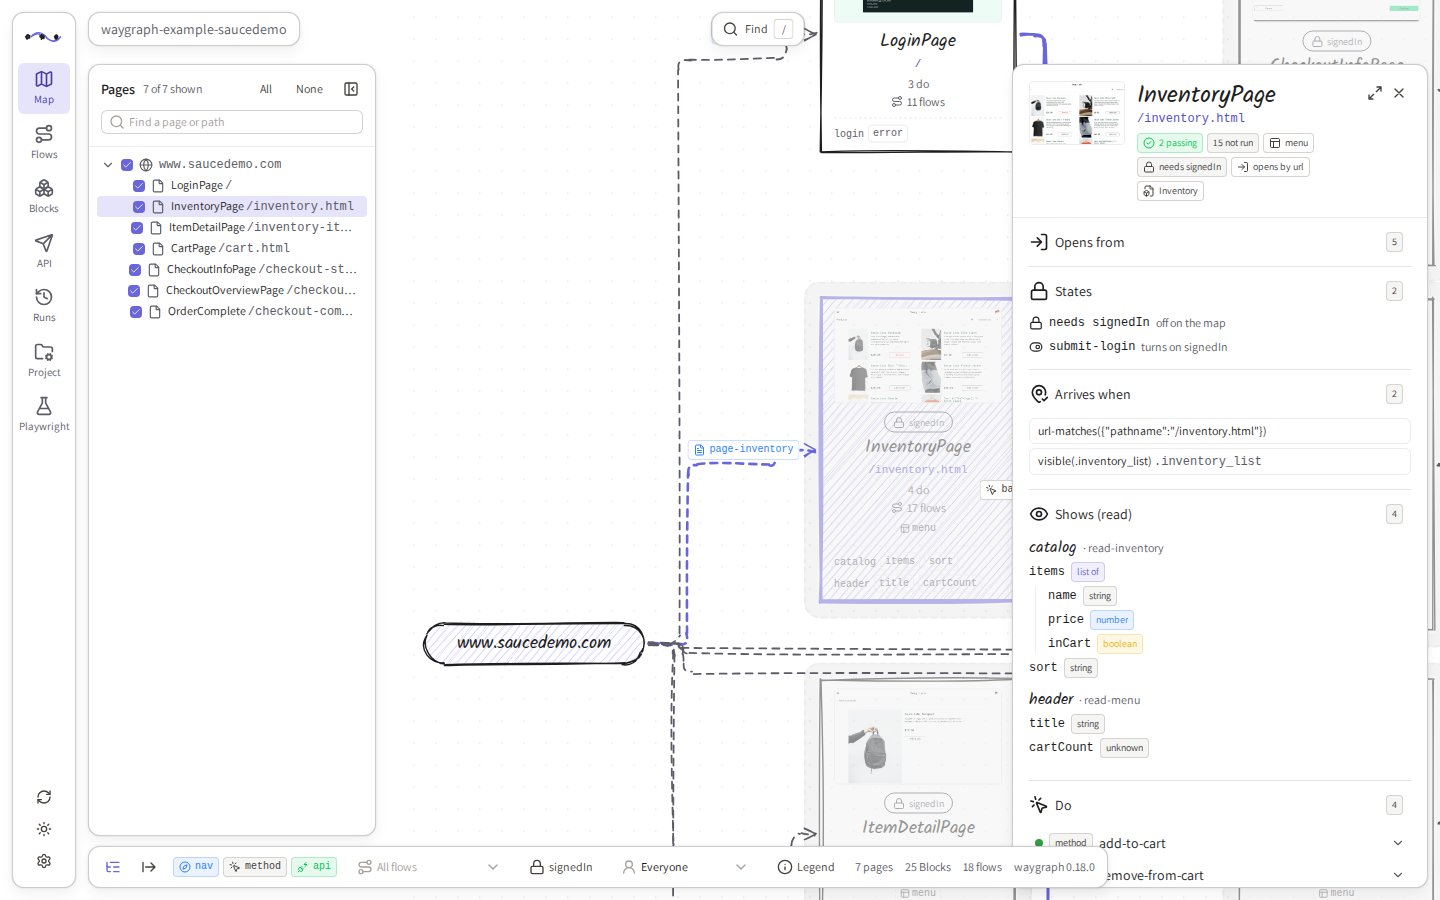 waygraph-example-saucedemo
Map
Flows
Blocks
API
Runs
Project
Playwright
Pages 7 of 7 shown All None
Find a page or path
www.saucedemo.com
LoginPage /
InventoryPage /inventory.html
ItemDetailPage /inventory-it...
CartPage /cart.html
CheckoutInfoPage /checkout-st...
CheckoutOverviewPage /checkou...
OrderComplete /checkout-com...
Find /
LoginPage
/
3 do
11 flows
login error
signedIn
CheckoutInfoPage
www.saucedemo.com
page-inventory
signedIn
InventoryPage
/inventory.html
4 do
17 flows
menu
catalog items sort
header title cartCount
ba
signedIn
ItemDetailPage
menu
menu
InventoryPage
/inventory.html
2 passing 15 not run menu
needs signedIn opens by url
Inventory
Opens from 5
States 2
needs signedIn off on the map
submit-login turns on signedIn
Arrives when 2
url-matches({"pathname":"/inventory.html"})
visible(.inventory_list) .inventory_list
Shows (read) 4
catalog · read-inventory
items list of
name string
price number
inCart boolean
sort string
header · read-menu
title string
cartCount unknown
Do 4
method add-to-cart
emove-from-cart
nav method api All flows signedIn Everyone Legend 7 pages 25 Blocks 18 flows waygraph 0.18.0